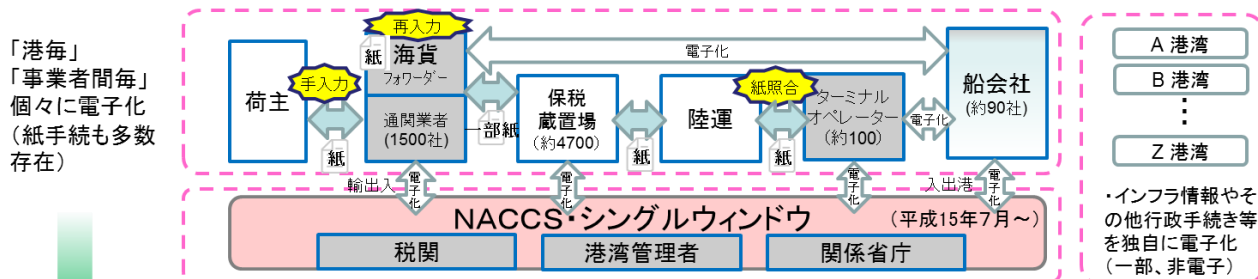 「港毎」
「事業者間毎」
個々に電子化
(紙手続も多数
存在)
荷主
手入力
紙
再入力
紙
海貨
フォワーダー
通関業者
(1500社)
一部紙
紙
保税
蔵置場
(約4700)
紙
陸運
紙照合
紙
ターミナル
オペレーター
(約100)
電子化
電子化
船会社
(約90社)
輸出入
電子化
電子化
電子化
入出港
電子化
NACCS・シングルウィンドウ
(平成15年7月~)
税関
港湾管理者
関係省庁
A 港湾
B 港湾
Z 港湾
・インフラ情報やそ
の他行政手続き等
を独自に電子化
(一部、非電子)